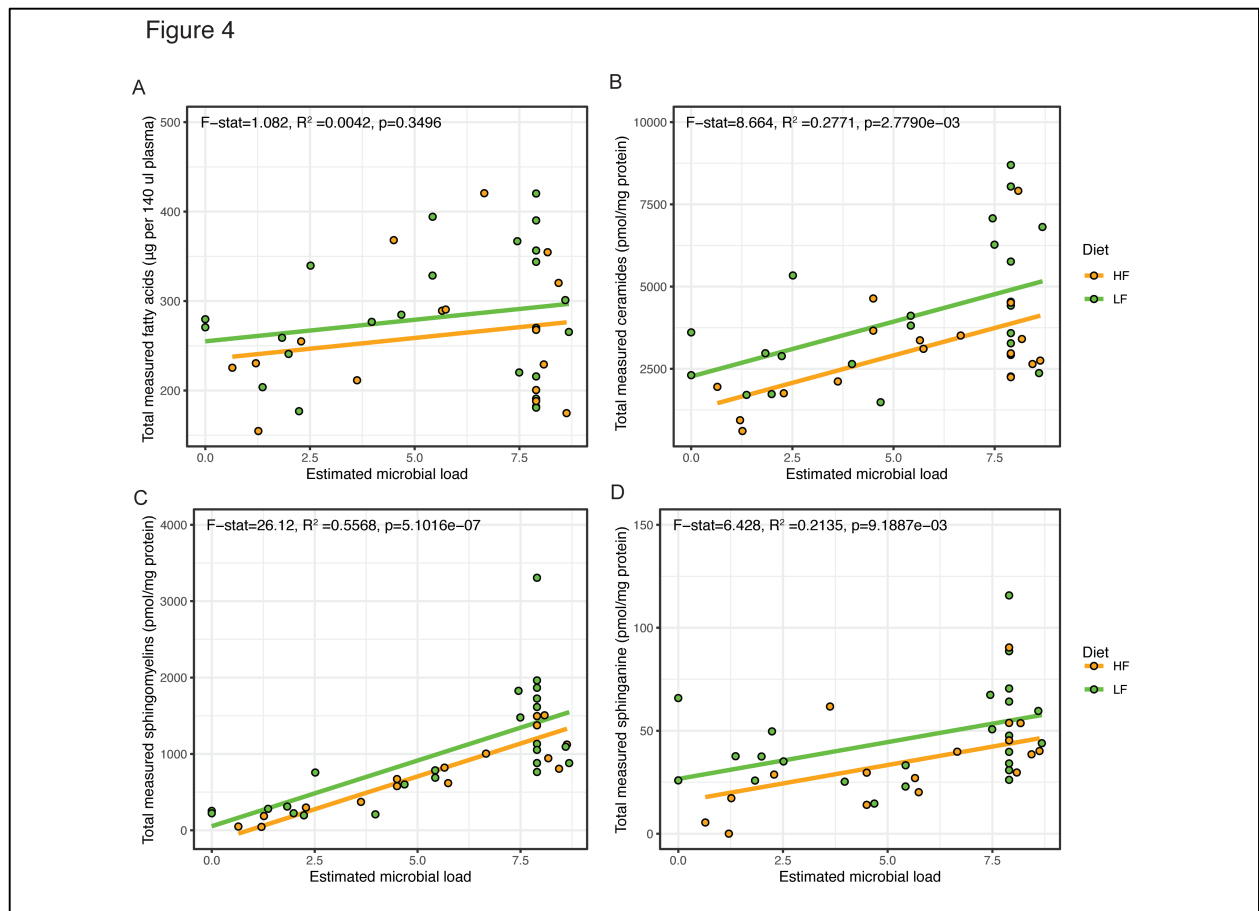 Figure 4
A
F-stat=1.082, R² =0.0042, p=0.3496
Total measured fatty acids (µg per 140 ul plasma)
500
400
300
200
0.0 2.5 5.0 7.5
Estimated microbial load
B
F-stat=8.664, R² =0.2771, p=2.7790e-03
Total measured ceramides (pmol/mg protein)
10000
7500
5000
2500
0.0 2.5 5.0 7.5
Estimated microbial load
Diet
HF
LF
C
F-stat=26.12, R² =0.5568, p=5.1016e-07
Total measured sphingomyelins (pmol/mg protein)
4000
3000
2000
1000
0
0.0 2.5 5.0 7.5
Estimated microbial load
D
F-stat=6.428, R² =0.2135, p=9.1887e-03
Total measured sphinganine (pmol/mg protein)
150
100
50
0
0.0 2.5 5.0 7.5
Estimated microbial load
Diet
HF
LF